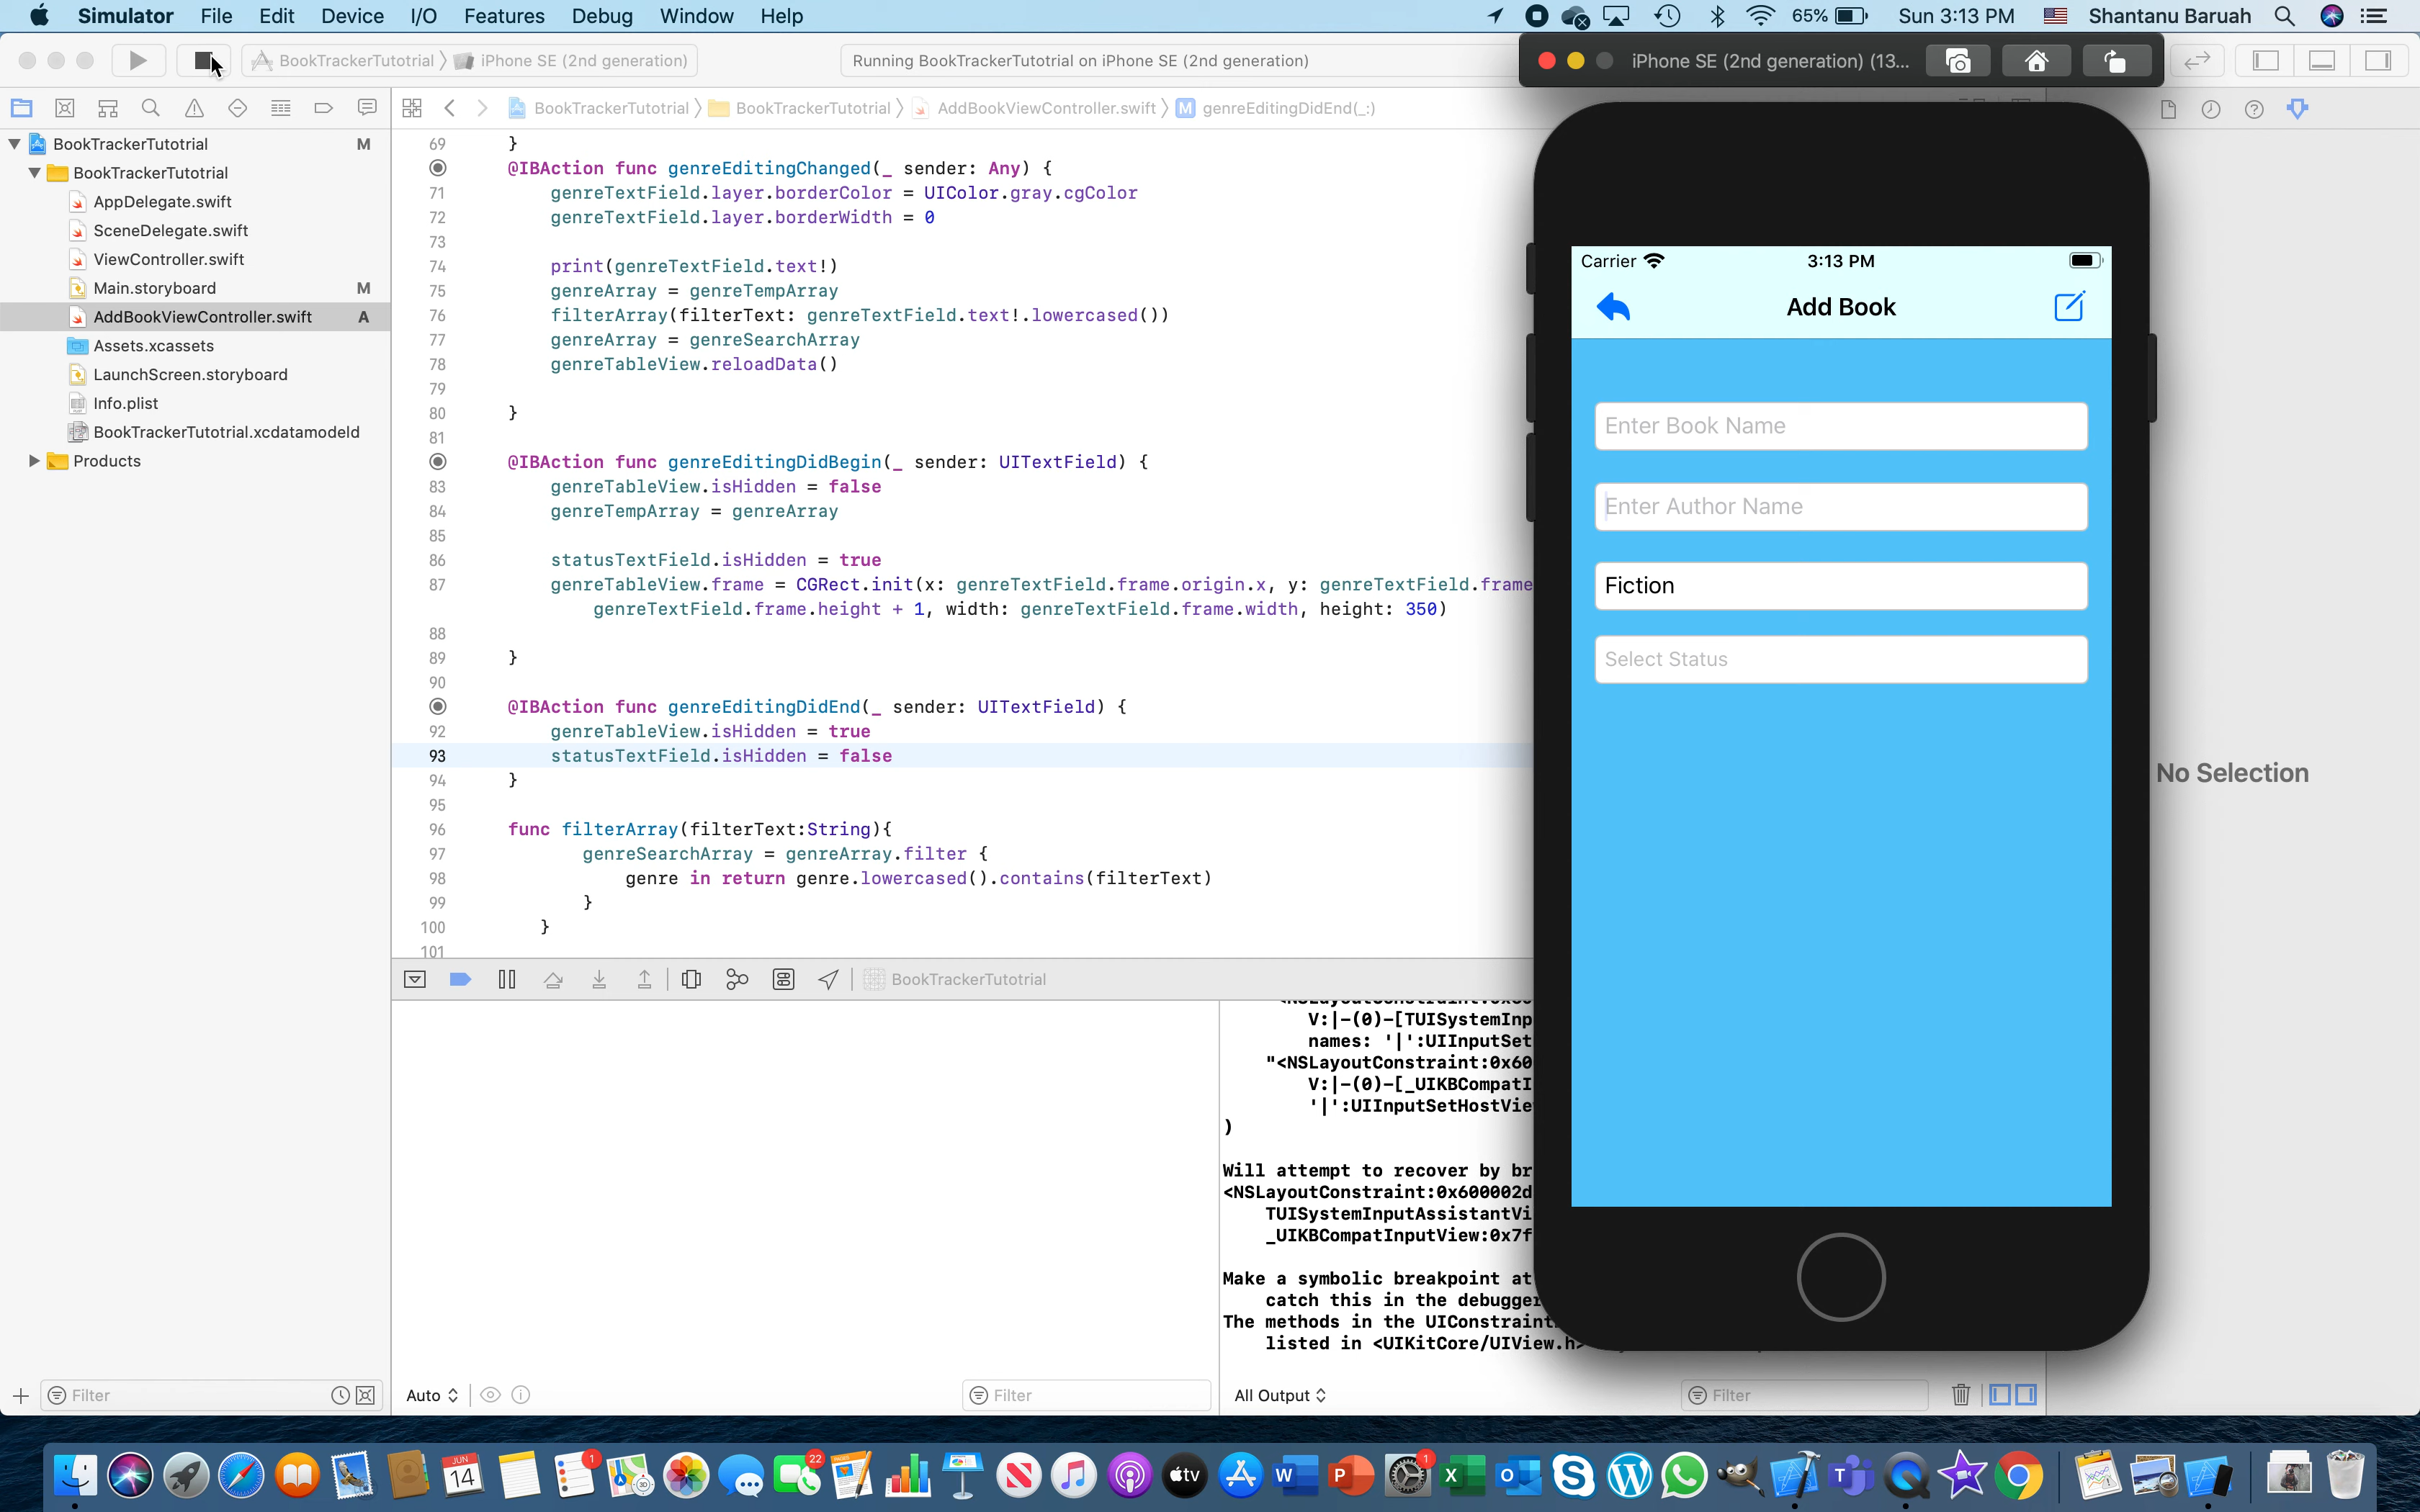 Simulator File Edit Device I/O Features Debug Window Help 65% Sun 3:13 PM Shantanu Baruah
BookTrackerTutotrial iPhone SE (2nd generation) Running BookTrackerTutotrial on iPhone SE (2nd generation)
iPhone SE (2nd generation) (13...
BookTrackerTutotrial BookTrackerTutotrial AddBookViewController.swift M genreEditingDidEnd(_:)
BookTrackerTutotrial M
BookTrackerTutotrial
AppDelegate.swift
SceneDelegate.swift
ViewController.swift
Main.storyboard M
AddBookViewController.swift A
Assets.xcassets
LaunchScreen.storyboard
Info.plist
BookTrackerTutotrial.xcdatamodeld
Products
69 }
@IBAction func genreEditingChanged(_ sender: Any) {
71 genreTextField.layer.borderColor = UIColor.gray.cgColor
72 genreTextField.layer.borderWidth = 0
73
74 print(genreTextField.text!)
75 genreArray = genreTempArray
76 filterArray(filterText: genreTextField.text!.lowercased())
77 genreArray = genreSearchArray
78 genreTableView.reloadData()
79
80 }
81
@IBAction func genreEditingDidBegin(_ sender: UITextField) {
83 genreTableView.isHidden = false
84 genreTempArray = genreArray
85
86 statusTextField.isHidden = true
87 genreTableView.frame = CGRect.init(x: genreTextField.frame.origin.x, y: genreTextField.frame
genreTextField.frame.height + 1, width: genreTextField.frame.width, height: 350)
88
89 }
90
@IBAction func genreEditingDidEnd(_ sender: UITextField) {
92 genreTableView.isHidden = true
93 statusTextField.isHidden = false
94 }
95
96 func filterArray(filterText:String){
97 genreSearchArray = genreArray.filter {
98 genre in return genre.lowercased().contains(filterText)
99 }
100 }
101
BookTrackerTutotrial
V:|-(0)-[TUISystemInp
names: '|':UIInputSet
"<NSLayoutConstraint:0x60
V:|-(0)-[_UIKBCompatI
'|':UIInputSetHostVie
)
Will attempt to recover by br
<NSLayoutConstraint:0x600002d
TUISystemInputAssistantVi
_UIKBCompatInputView:0x7f
Make a symbolic breakpoint at
catch this in the debugger
The methods in the UIConstraint
listed in <UIKitCore/UIView.h>
Filter
Auto
Filter
All Output
Filter
Carrier 3:13 PM
Add Book
Enter Book Name
Enter Author Name
Fiction
Select Status
No Selection
JUN
14
1
22
tv
W
P
1
X
S
T